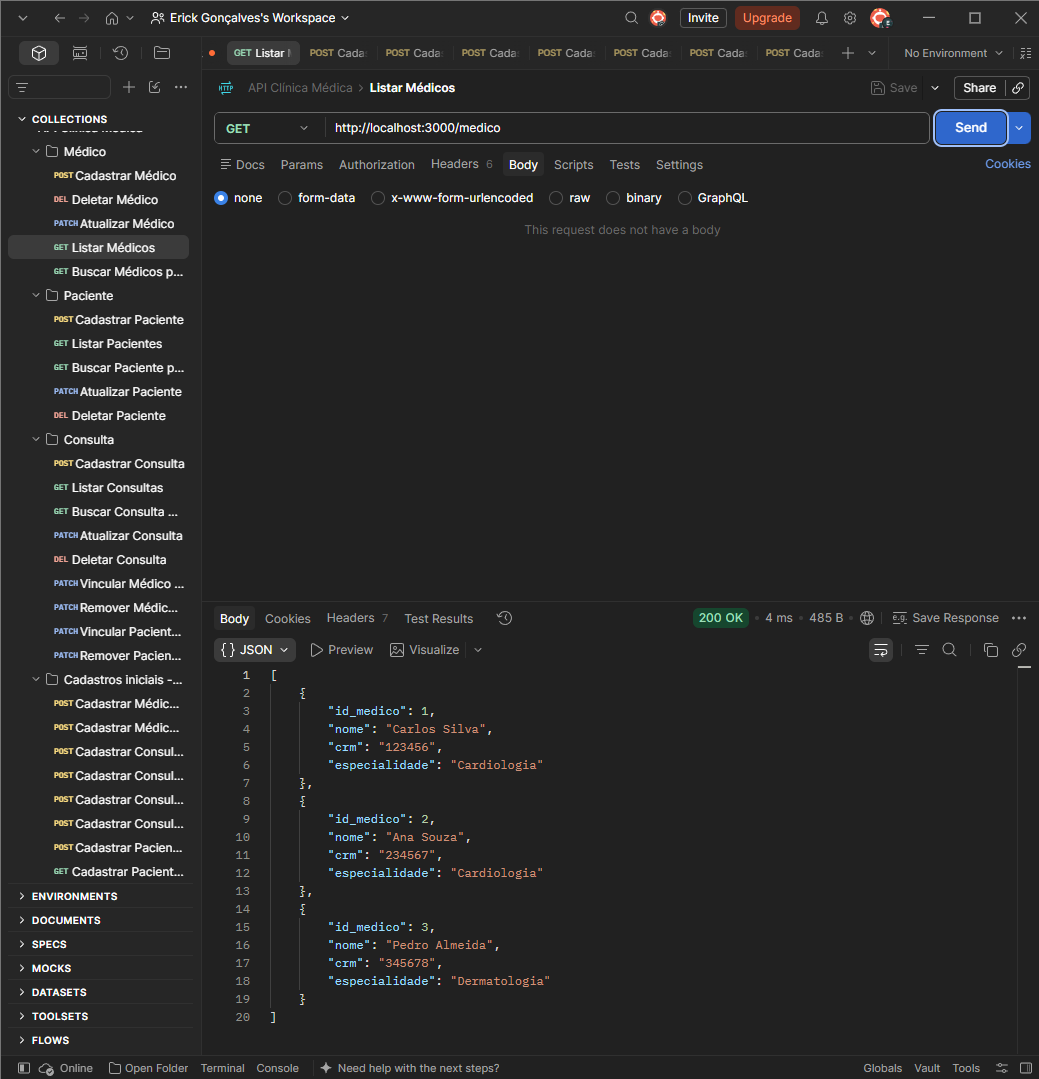 Erick Gonçalves's Workspace
Invite
Upgrade
GET Listar
POST Cadas
POST Cadas
POST Cadas
POST Cadas
POST Cadas
POST Cadas
POST Cadas
No Environment
HTTP API Clínica Médica > Listar Médicos
Save
Share
GET
http://localhost:3000/medico
Send
Docs
Params
Authorization
Headers 6
Body
Scripts
Tests
Settings
Cookies
none
form-data
x-www-form-urlencoded
raw
binary
GraphQL
This request does not have a body
COLLECTIONS
API Clínica Médica
Médico
POST Cadastrar Médico
DEL Deletar Médico
PATCH Atualizar Médico
GET Listar Médicos
GET Buscar Médicos p...
Paciente
POST Cadastrar Paciente
GET Listar Pacientes
GET Buscar Paciente p...
PATCH Atualizar Paciente
DEL Deletar Paciente
Consulta
POST Cadastrar Consulta
GET Listar Consultas
GET Buscar Consulta ...
PATCH Atualizar Consulta
DEL Deletar Consulta
PATCH Vincular Médico ...
PATCH Remover Médic...
PATCH Vincular Pacient...
PATCH Remover Pacien...
Cadastros iniciais -...
POST Cadastrar Médic...
POST Cadastrar Médic...
POST Cadastrar Consul...
POST Cadastrar Consul...
POST Cadastrar Consul...
POST Cadastrar Consul...
POST Cadastrar Pacien...
GET Cadastrar Pacient...
ENVIRONMENTS
DOCUMENTS
SPECS
MOCKS
DATASETS
TOOLSETS
FLOWS
Body
Cookies
Headers 7
Test Results
200 OK • 4 ms • 485 B
e.g. Save Response
{} JSON
Preview
Visualize
1 [
2 {
3 "id_medico": 1,
4 "nome": "Carlos Silva",
5 "crm": "123456",
6 "especialidade": "Cardiologia"
7 },
8 {
9 "id_medico": 2,
10 "nome": "Ana Souza",
11 "crm": "234567",
12 "especialidade": "Cardiologia"
13 },
14 {
15 "id_medico": 3,
16 "nome": "Pedro Almeida",
17 "crm": "345678",
18 "especialidade": "Dermatologia"
19 }
20 ]
Online
Open Folder
Terminal
Console
Need help with the next steps?
Globals
Vault
Tools